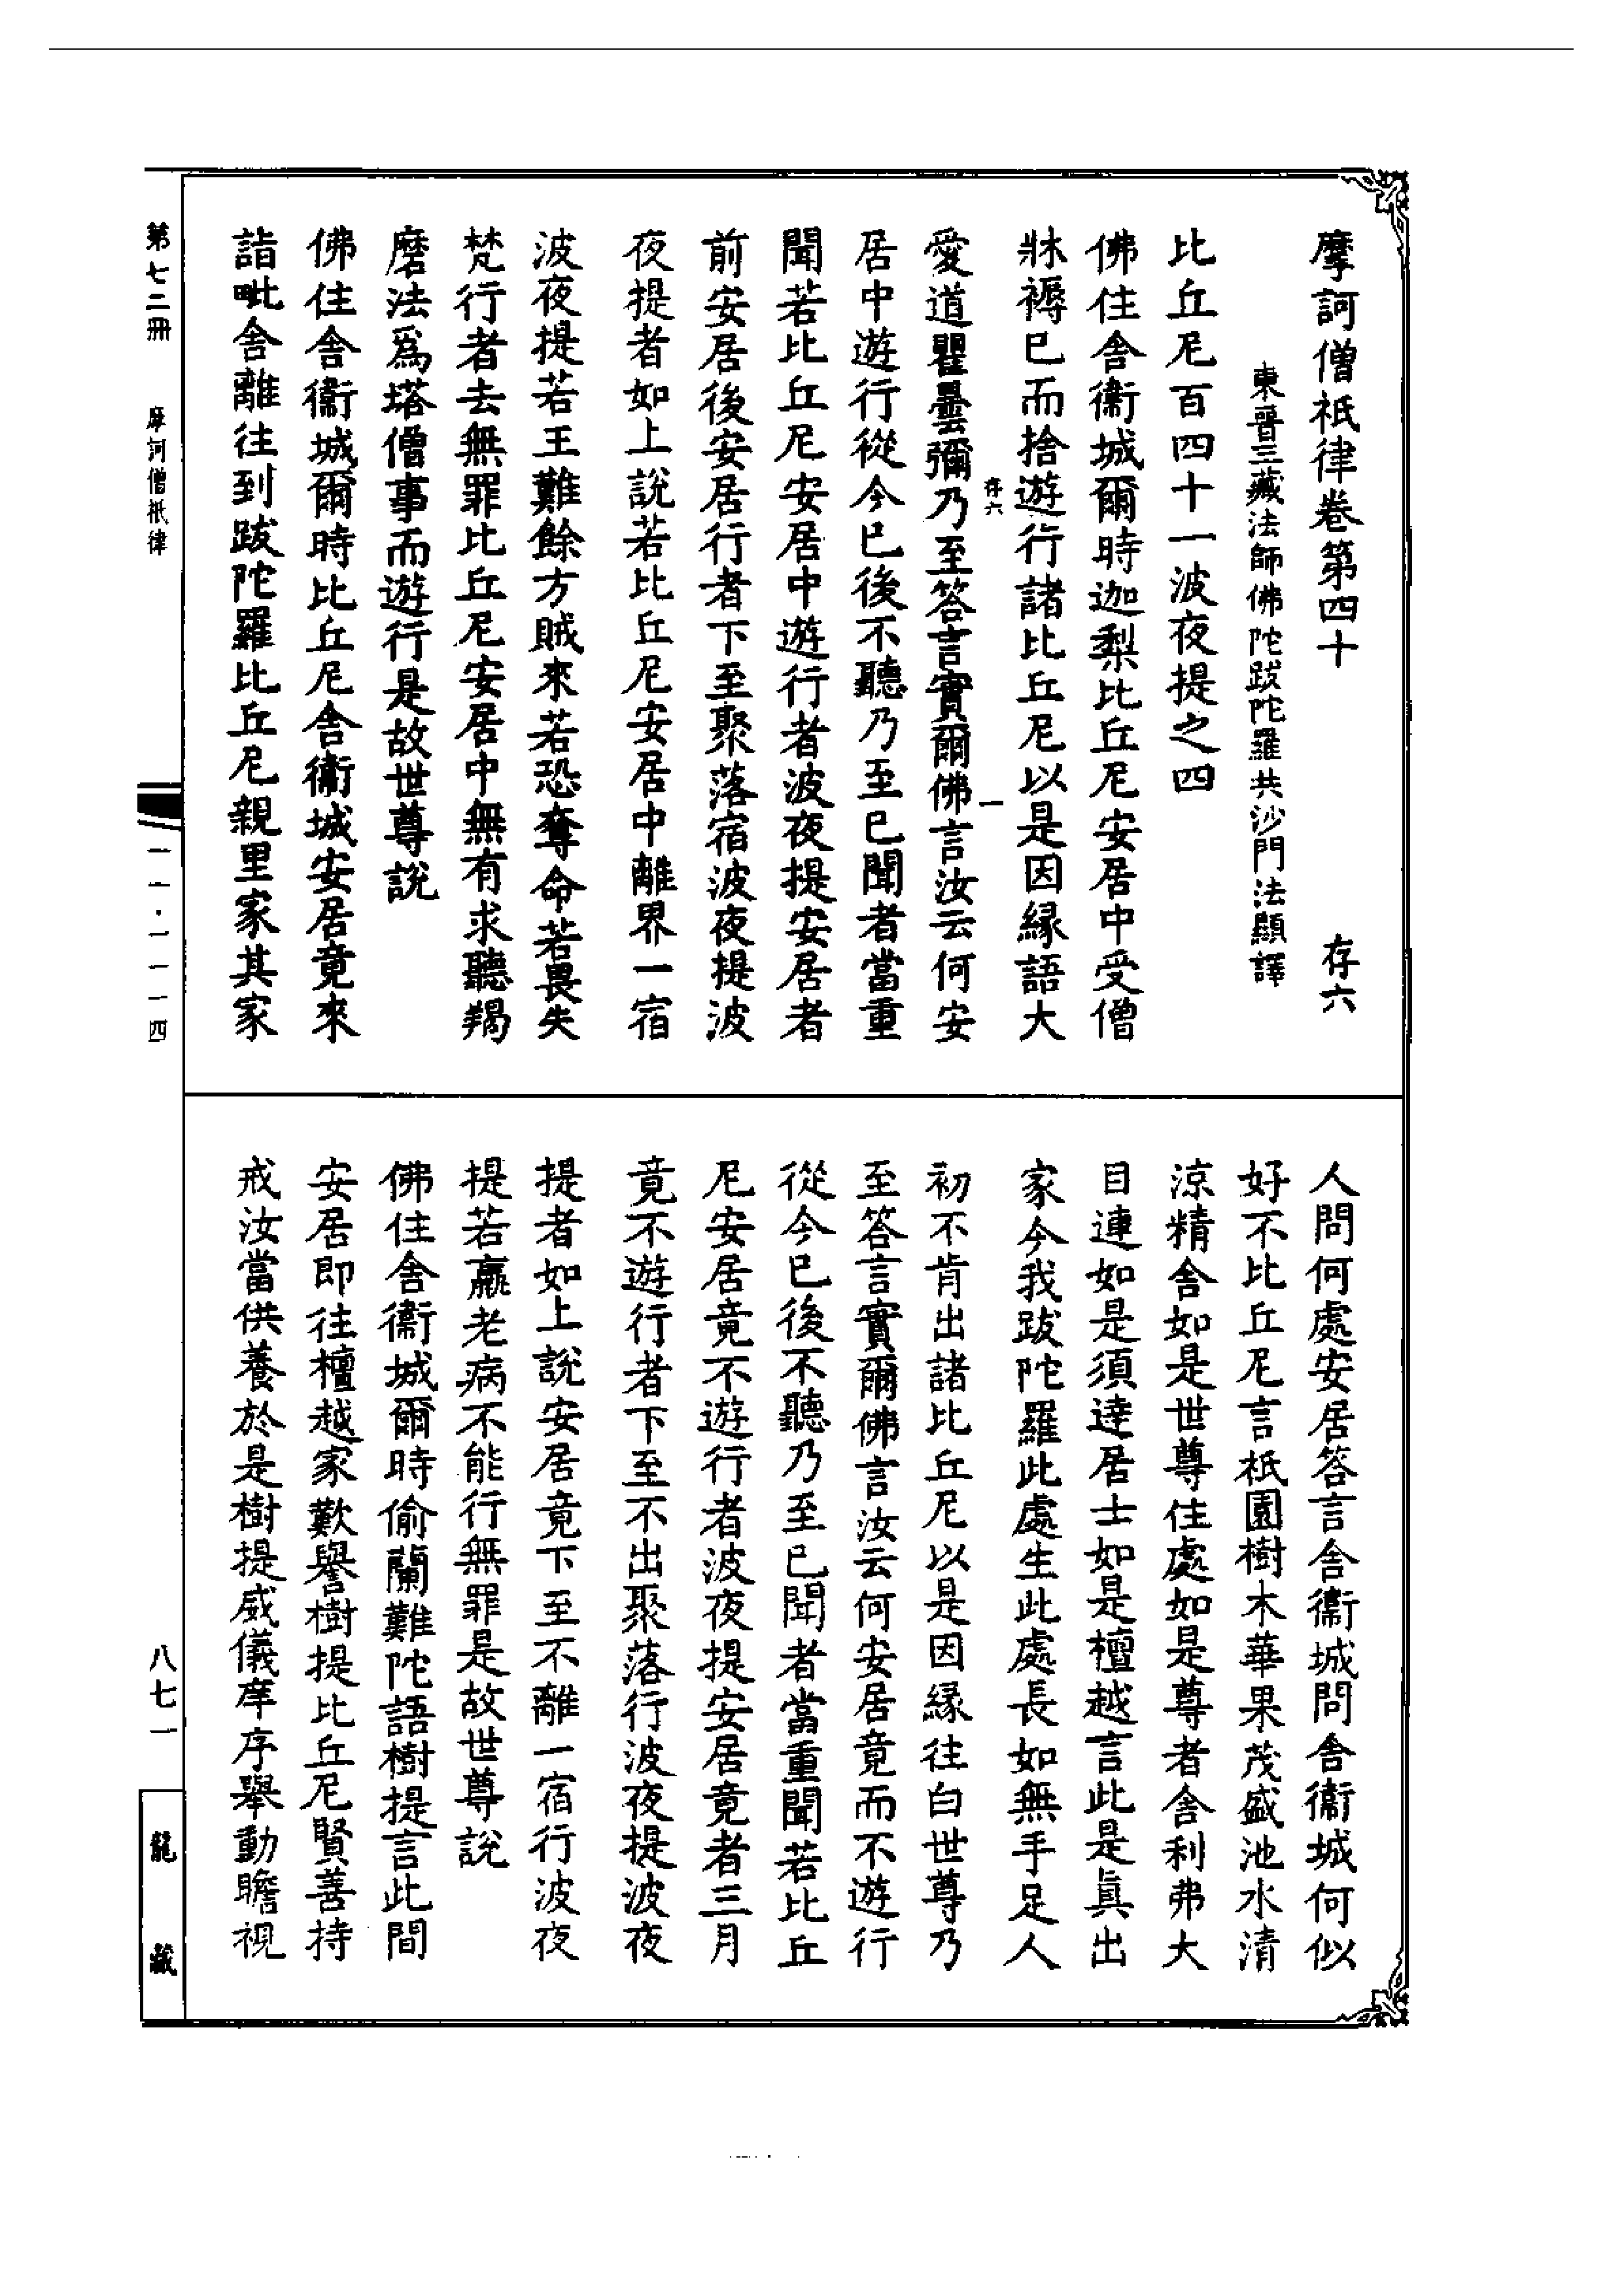 摩訶僧祇律卷第四十　存六
東晉三藏法師佛陀跋陀羅共沙門法顯譯
比丘尼百四十一波夜提之四
佛住舍衞城爾時迦梨比丘尼安居中受僧
牀褥已而捨遊行諸比丘尼以是因緣語大
存六　一
愛道瞿曇彌乃至答言實爾佛言汝云何安
居中遊行從今已後不聽乃至已聞者當重
聞若比丘尼安居中遊行者波夜提安居者
前安居後安居行者下至聚落宿波夜提波
夜提者如上說若比丘尼安居中離界一宿
波夜提若王難餘方賊來若恐奪命若畏失
梵行者去無罪比丘尼安居中無有求聽羯
磨法爲塔僧事而遊行是故世尊說
佛住舍衞城爾時比丘尼舍衞城安居竟來
詣毗舍離往到跋陀羅比丘尼親里家其家
人問何處安居答言舍衞城問舍衞城何似
好不比丘尼言祇園樹木華果茂盛池水清
涼精舍如是世尊住處如是尊者舍利弗大
目連如是須達居士如是檀越言此是眞出
家今我跋陀羅此處生此處長如無手足人
初不肯出諸比丘尼以是因緣往白世尊乃
至答言實爾佛言汝云何安居竟而不遊行
從今已後不聽乃至已聞者當重聞若比丘
尼安居竟不遊行者波夜提安居竟者三月
竟不遊行者下至不出聚落行波夜提波夜
提者如上說安居竟下至不離一宿行波夜
提若羸老病不能行無罪是故世尊說
佛住舍衞城爾時偷蘭難陀語樹提言此間
安居即往檀越家歎譽樹提比丘尼賢善持
戒汝當供養於是樹提威儀庠序舉動瞻視
第七二册　摩訶僧祇律
一一·一一一四
八七一
龍藏